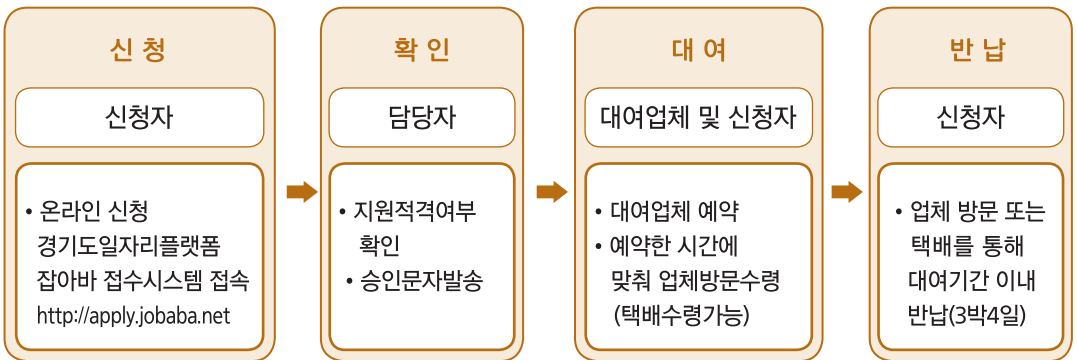 신 청
신청자
• 온라인 신청
경기도일자리플랫폼
잡아바 접수시스템 접속
http://apply.jobaba.net
확 인
담당자
• 지원적격여부
확인
• 승인문자발송
대 여
대여업체 및 신청자
• 대여업체 예약
• 예약한 시간에
맞춰 업체방문수령
(택배수령가능)
반 납
신청자
• 업체 방문 또는
택배를 통해
대여기간 이내
반납(3박4일)